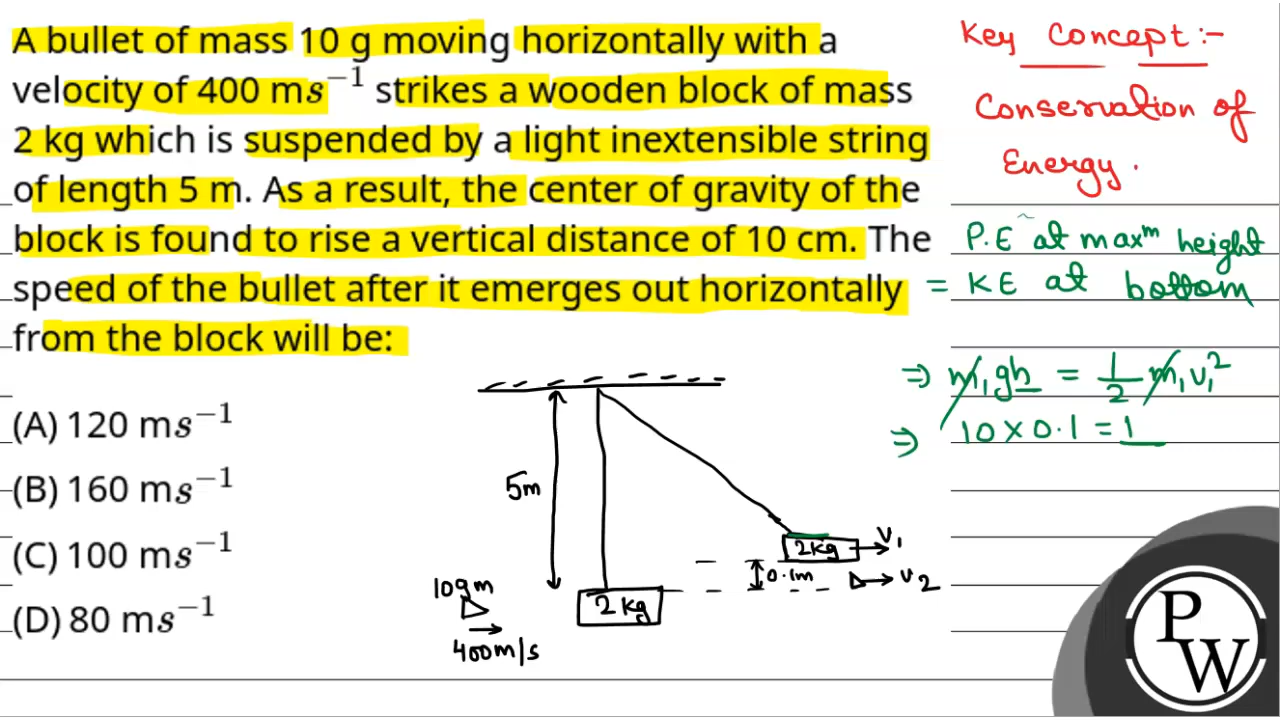 A bullet of mass 10 g moving horizontally with a
velocity of 400 ms⁻¹ strikes a wooden block of mass
2 kg which is suspended by a light inextensible string
of length 5 m. As a result, the center of gravity of the
block is found to rise a vertical distance of 10 cm. The
speed of the bullet after it emerges out horizontally
from the block will be:
(A) 120 ms⁻¹
(B) 160 ms⁻¹
(C) 100 ms⁻¹
(D) 80 ms⁻¹
Key Concept :-
Conservation of
Energy.
P.E at maxᵐ height
= KE at bottom
⇒ m₁gh = 1/2 m₁v₁²
⇒ 10 × 0.1 = 1
5m
2kg
V₁
0.1m
v2
10gm
2 kg
400m/s
P
W